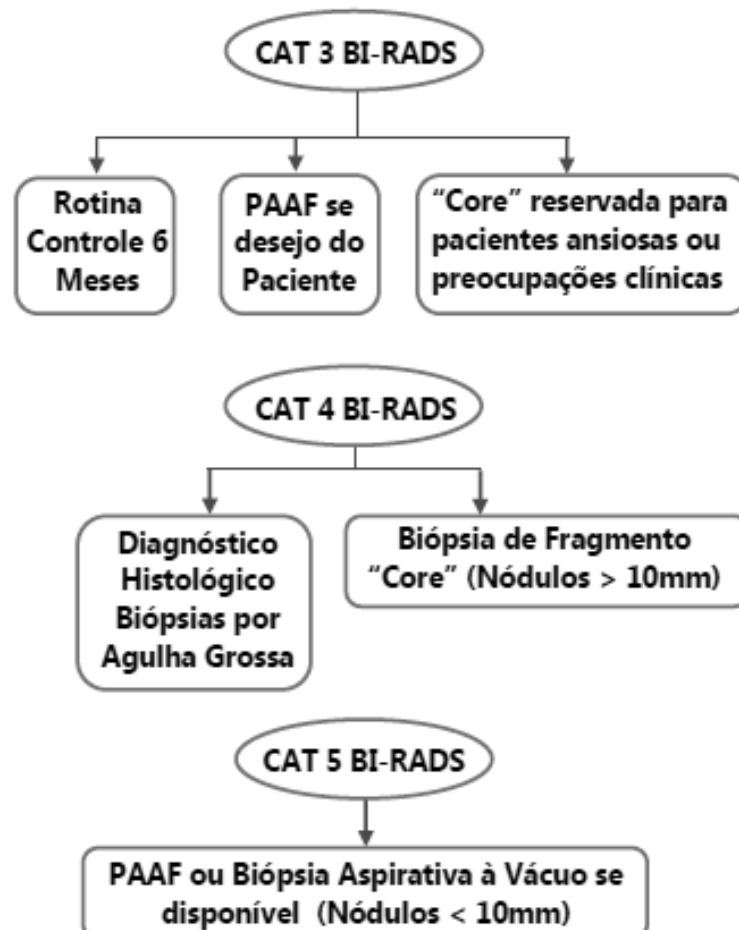 CAT 3 BI-RADS
Rotina
Controle 6
Meses
PAAF se
desejo do
Paciente
“Core” reservada para
pacientes ansiosas ou
preocupações clínicas
CAT 4 BI-RADS
Diagnóstico
Histológico
Biópsias por
Agulha Grossa
Biópsia de Fragmento
“Core” (Nódulos > 10mm)
CAT 5 BI-RADS
PAAF ou Biópsia Aspirativa à Vácuo se
disponível (Nódulos < 10mm)